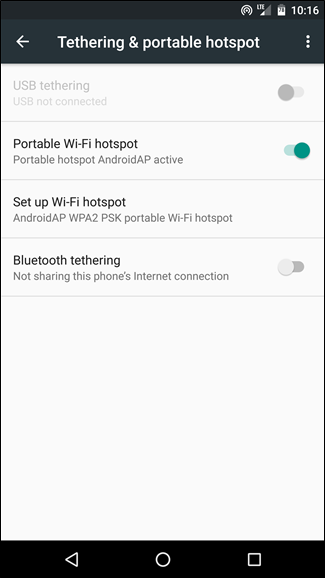 LTE 71 10:16
Tethering & portable hotspot
USB tethering
USB not connected
Portable Wi-Fi hotspot
Portable hotspot AndroidAP active
Set up Wi-Fi hotspot
AndroidAP WPA2 PSK portable Wi-Fi hotspot
Bluetooth tethering
Not sharing this phone's Internet connection